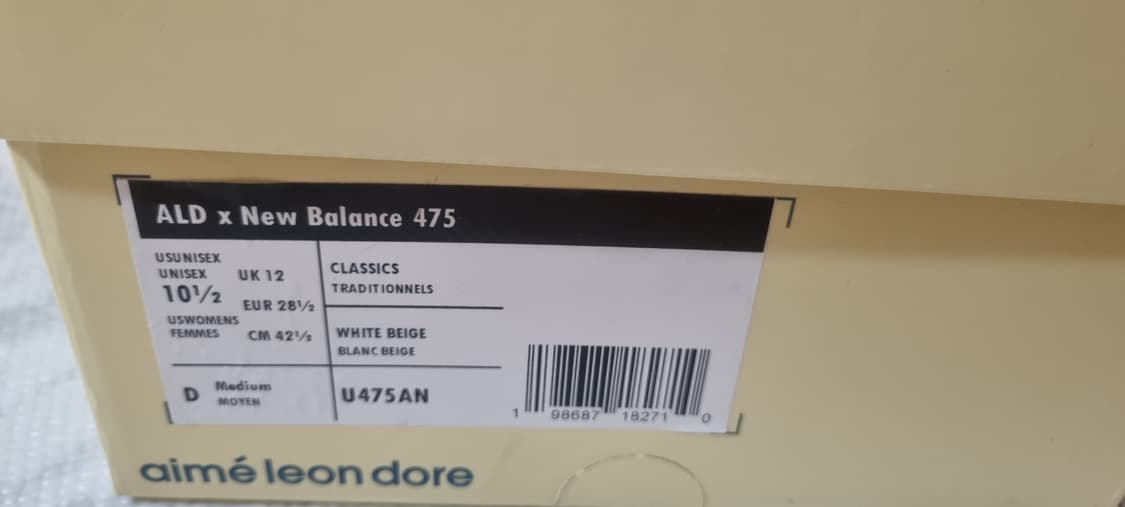 ALD x New Balance 475
USUNISEX
UNISEX
10½
UK 12
EUR 28½
USWOMENS
FEMMES
CM 42½
D Medium
MOYEN
CLASSICS
TRADITIONNELS
WHITE BEIGE
BLANC BEIGE
U475AN
1 98687 18271 0
aimé leon dore